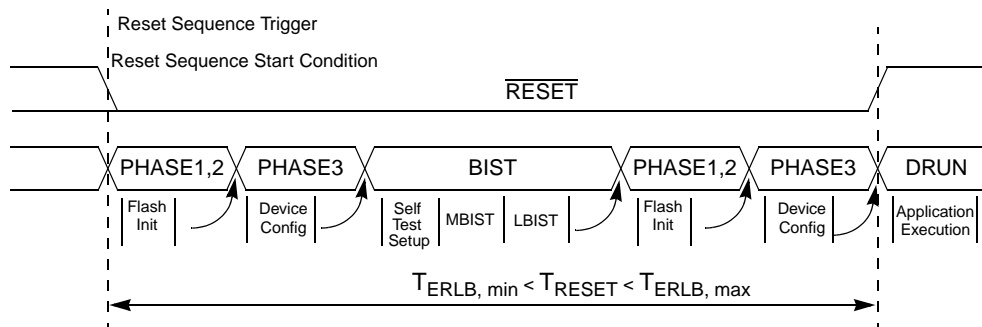 Reset Sequence Trigger
Reset Sequence Start Condition
RESET
PHASE1,2 PHASE3 BIST PHASE1,2 PHASE3 DRUN
Flash Init
Device Config
Self Test Setup
MBIST
LBIST
Flash Init
Device Config
Application Execution
TERLB, min < TRESET < TERLB, max